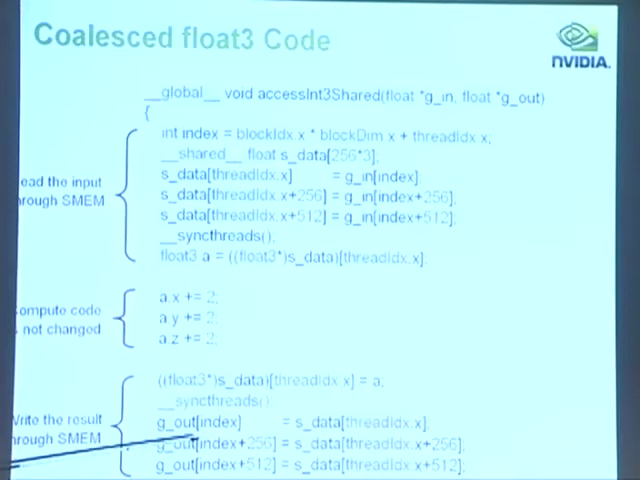 Coalesced float3 Code
NVIDIA.
__global__ void accessInt3Shared(float *g_in, float *g_out)
{
int index = blockIdx.x * blockDim.x + threadIdx.x;
__shared__ float s_data[256*3];
s_data[threadIdx.x] = g_in[index];
s_data[threadIdx.x+256] = g_in[index+256];
s_data[threadIdx.x+512] = g_in[index+512];
__syncthreads();
float3 a = ((float3*)s_data)[threadIdx.x];
ead the input
hrough SMEM
a.x += 2;
a.y += 2;
a.z += 2;
ompute code
not changed
((float3*)s_data)[threadIdx.x] = a;
__syncthreads();
g_out[index] = s_data[threadIdx.x];
g_out[index+256] = s_data[threadIdx.x+256];
g_out[index+512] = s_data[threadIdx.x+512];
Write the result
hrough SMEM